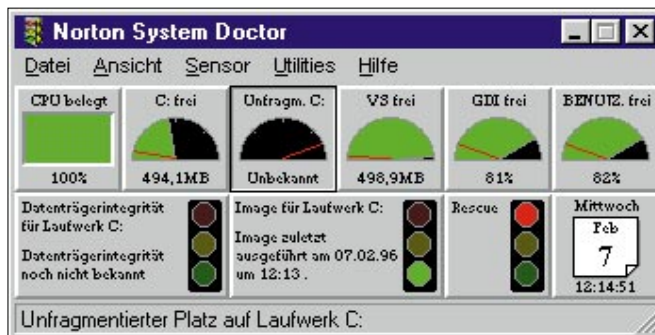 Norton System Doctor
Datei Ansicht Sensor Utilities Hilfe
CPU belegt
100%
C: frei
494,1MB
Unfragm. C:
Unbekannt
VS frei
498,9MB
GDI frei
81%
BENUTZ. frei
82%
Datenträgerintegrität
für Laufwerk C:
Datenträgerintegrität
noch nicht bekannt
Image für Laufwerk C:
Image zuletzt
ausgeführt am 07.02.96
um 12:13 .
Rescue
Mittwoch
Feb
7
12:14:51
Unfragmentierter Platz auf Laufwerk C: